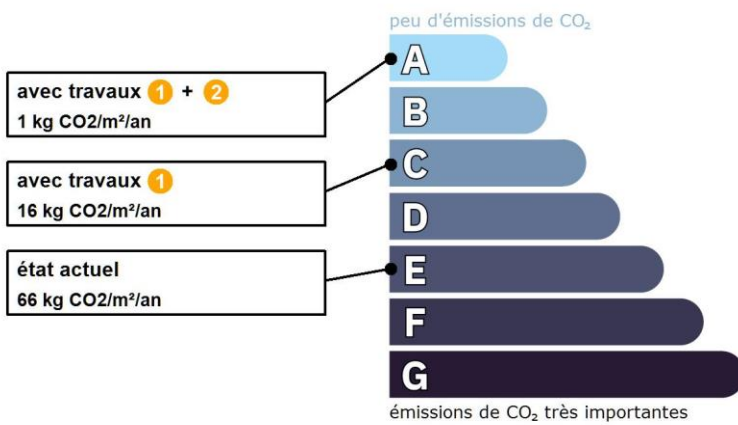 peu d'émissions de CO₂
A
avec travaux 1 + 2
1 kg CO2/m²/an
B
C
avec travaux 1
16 kg CO2/m²/an
D
état actuel
66 kg CO2/m²/an
E
F
G
émissions de CO₂ très importantes